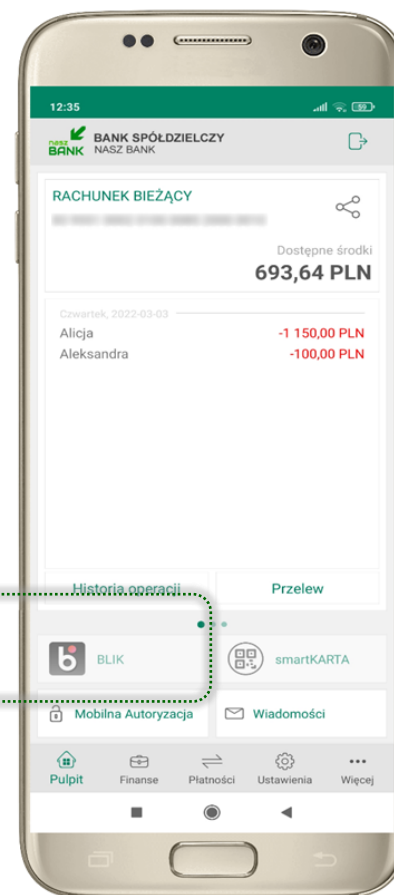 12:35
59
nasz
BANK
BANK SPÓŁDZIELCZY
NASZ BANK
RACHUNEK BIEŻĄCY
Dostępne środki
693,64 PLN
Czwartek, 2022-03-03
Alicja -1 150,00 PLN
Aleksandra -100,00 PLN
Historia operacji Przelew
BLIK smartKARTA
Mobilna Autoryzacja Wiadomości
Pulpit Finanse Płatności Ustawienia Więcej